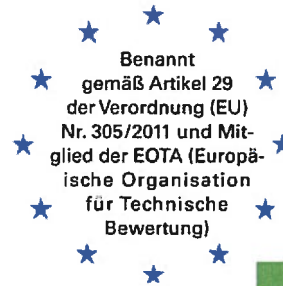 Benannt
gemäß Artikel 29
der Verordnung (EU)
Nr. 305/2011 und Mit-
glied der EOTA (Europä-
ische Organisation
für Technische
Bewertung)